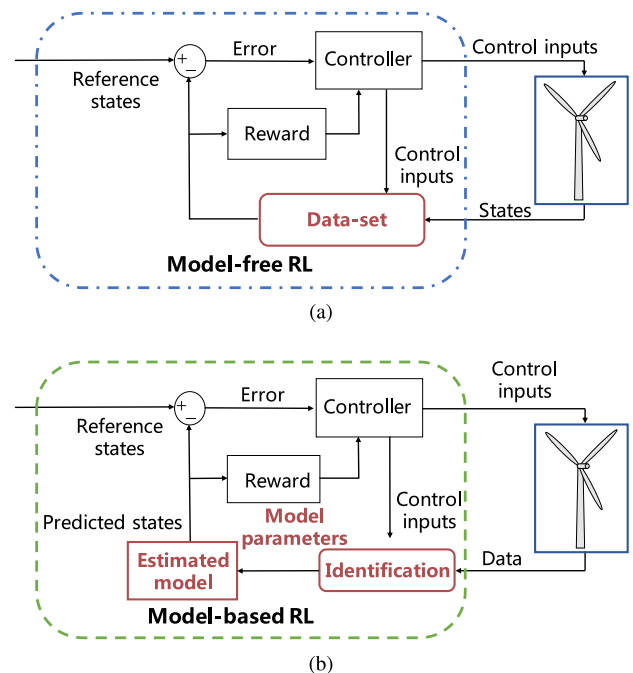 Error
Controller
Control inputs
Reference
states
Reward
Control
inputs
Data-set
States
Model-free RL
(a)
Error
Controller
Control
inputs
Reference
states
Reward
Control
inputs
Predicted states
Model
parameters
Estimated
model
Identification
Data
Model-based RL
(b)